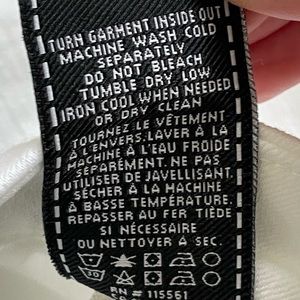 TURN GARMENT INSIDE OUT
MACHINE WASH COLD
SEPARATELY
DO NOT BLEACH
TUMBLE DRY LOW
IRON COOL WHEN NEEDED
OR DRY CLEAN
TOURNEZ LE VÊTEMENT
À L'ENVERS. LAVER À LA
MACHINE À L'EAU FROIDE
SÉPARÉMENT. NE PAS
UTILISER DE JAVELLISANT.
SÉCHER À LA MACHINE
À BASSE TEMPÉRATURE.
REPASSER AU FER TIÈDE
SI NÉCESSAIRE
OU NETTOYER À SEC.
30
RN # 115561